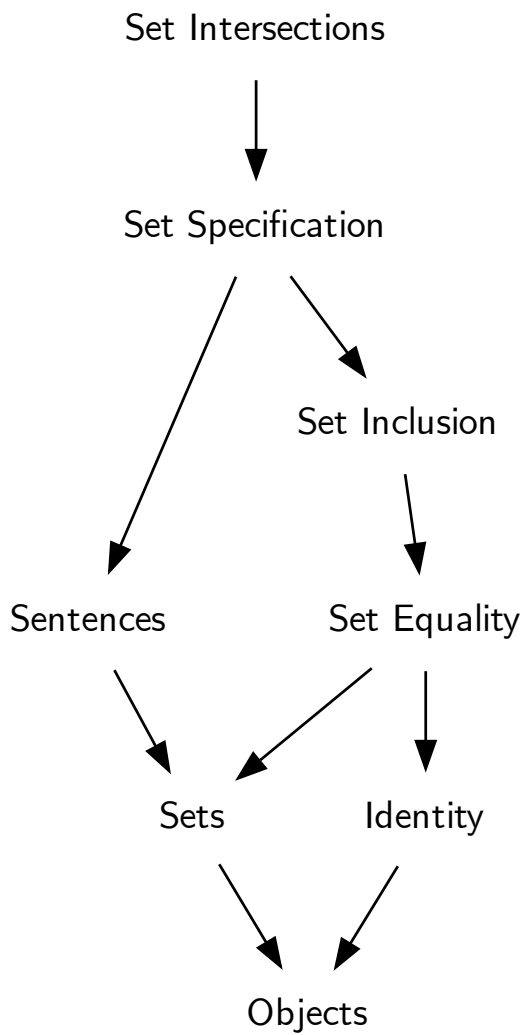 Set Intersections
Set Specification
Set Inclusion
Sentences
Set Equality
Sets
Identity
Objects